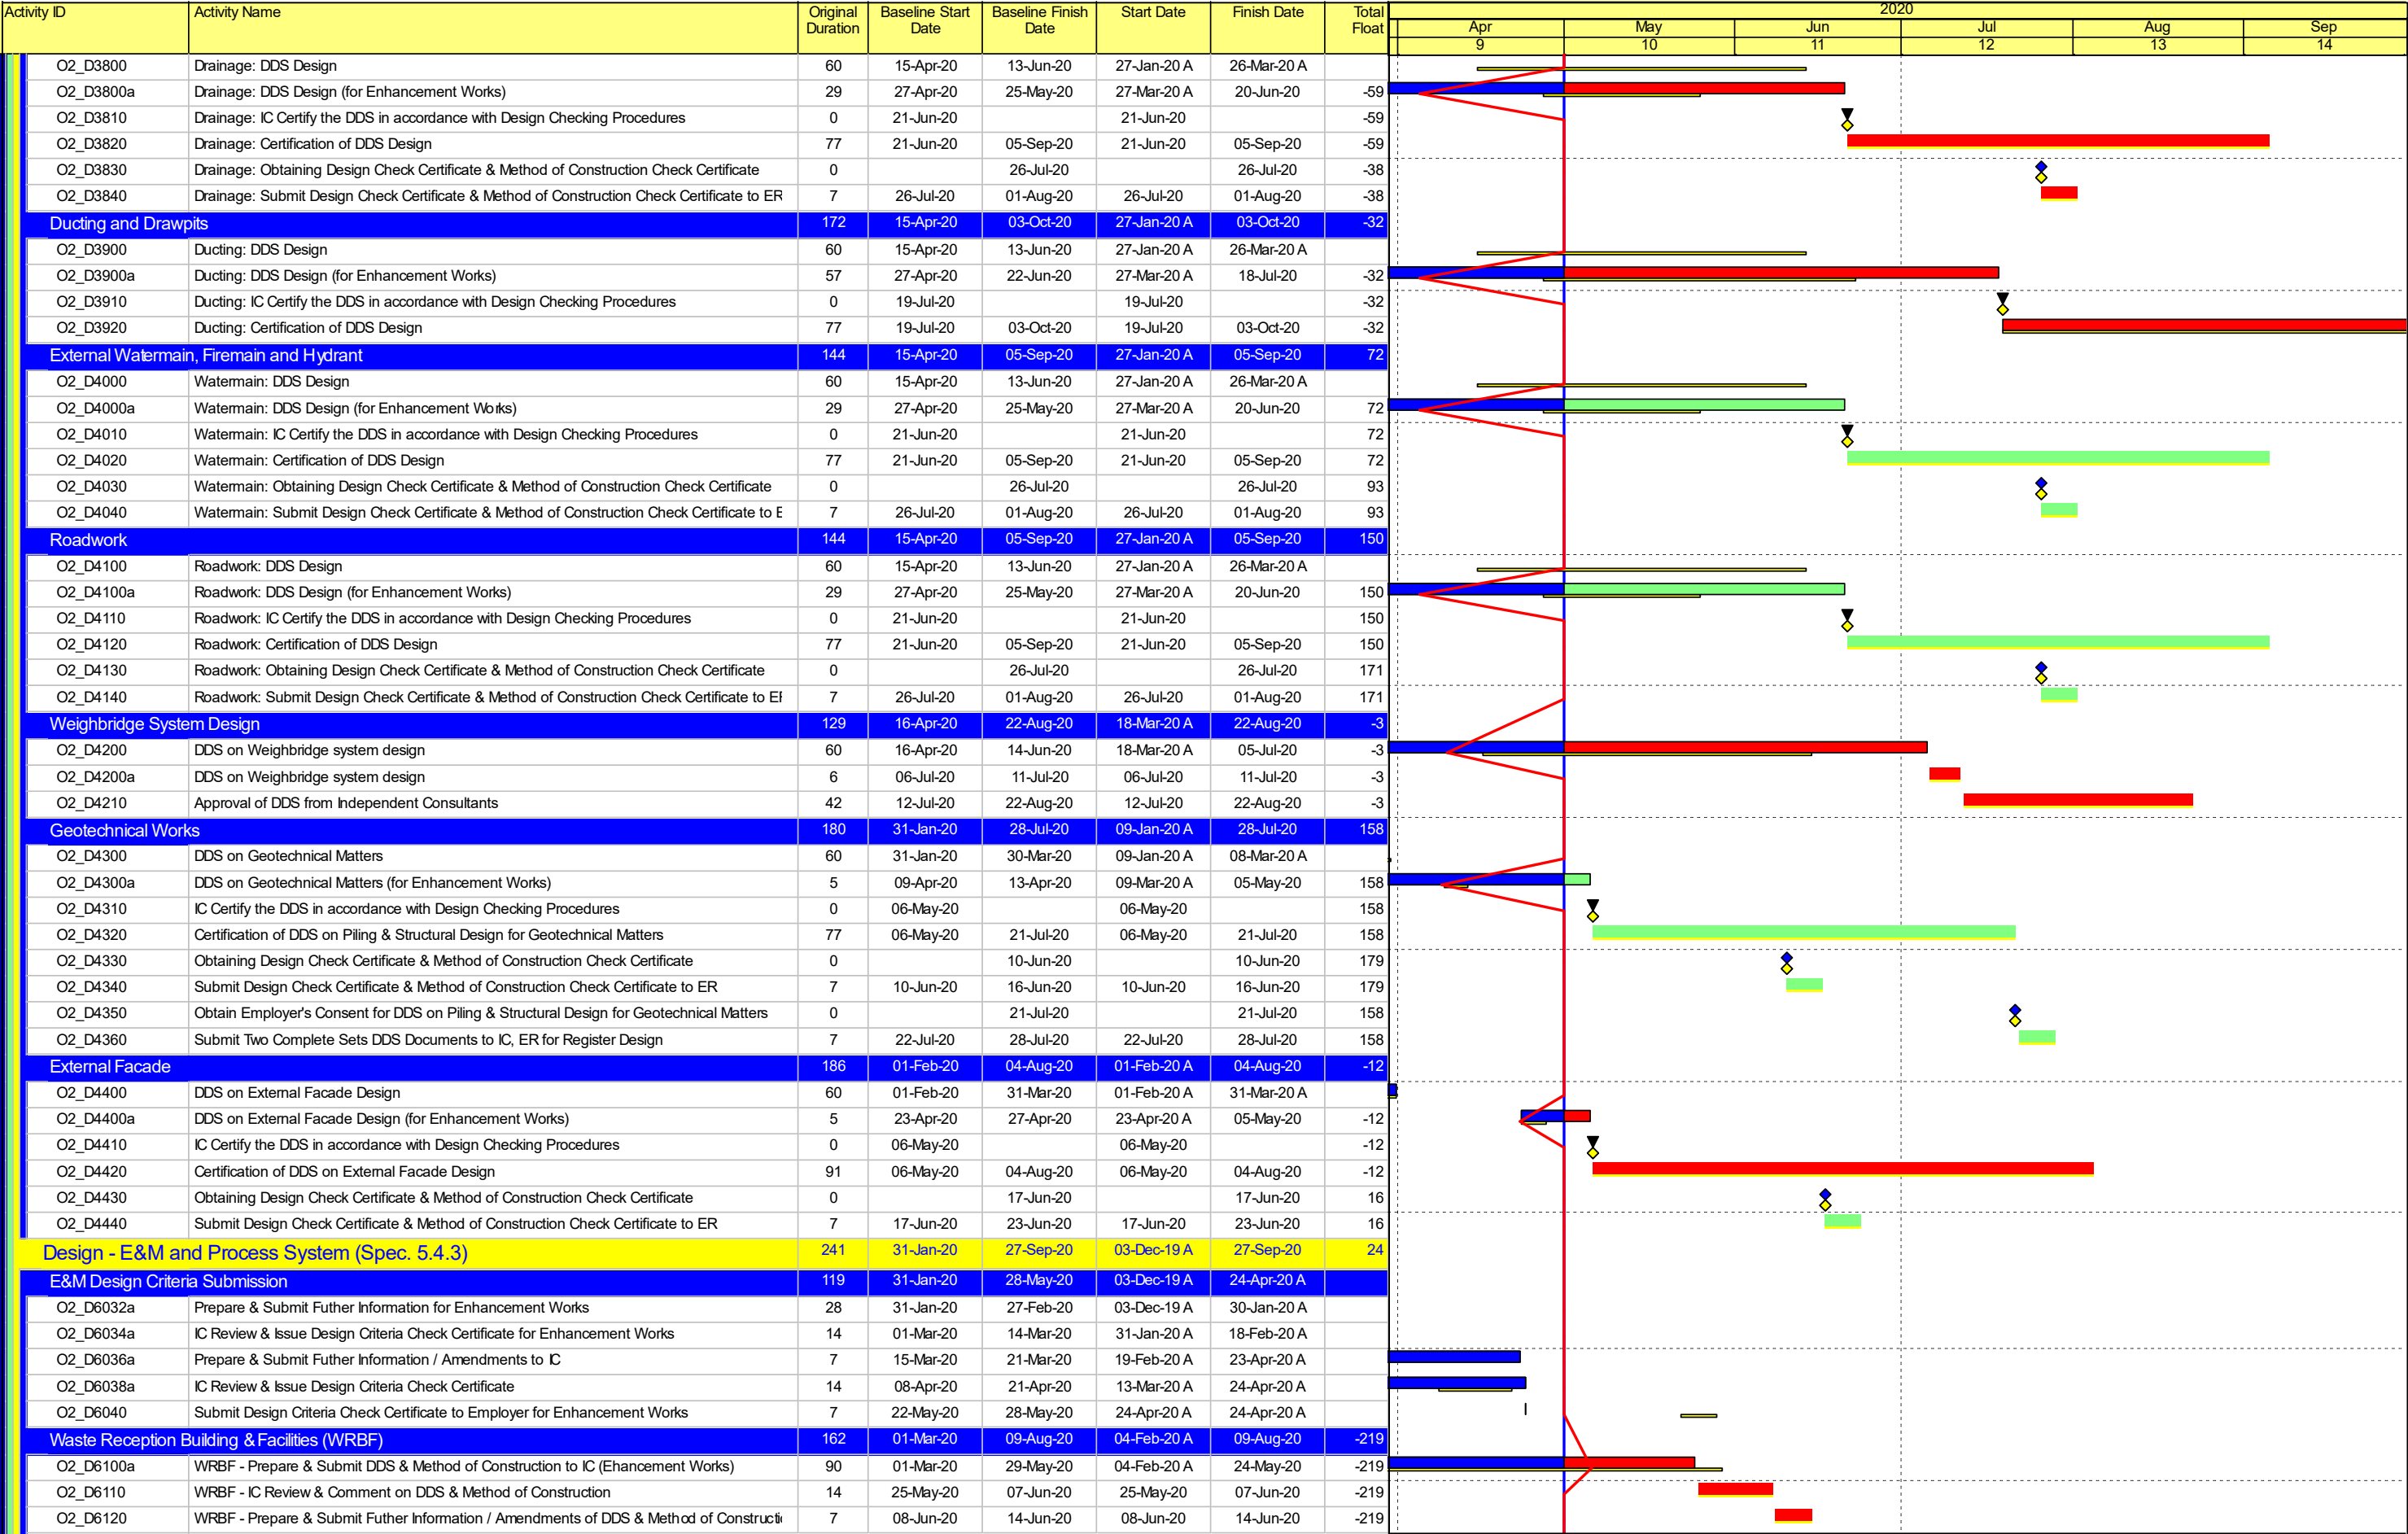 Activity ID Activity Name Original Duration Baseline Start Date Baseline Finish Date Start Date Finish Date Total Float 2020
Apr May Jun Jul Aug Sep
9 10 11 12 13 14
O2_D3800 Drainage: DDS Design 60 15-Apr-20 13-Jun-20 27-Jan-20 A 26-Mar-20 A
O2_D3800a Drainage: DDS Design (for Enhancement Works) 29 27-Apr-20 25-May-20 27-Mar-20 A 20-Jun-20 -59
O2_D3810 Drainage: IC Certify the DDS in accordance with Design Checking Procedures 0 21-Jun-20 21-Jun-20 -59
O2_D3820 Drainage: Certification of DDS Design 77 21-Jun-20 05-Sep-20 21-Jun-20 05-Sep-20 -59
O2_D3830 Drainage: Obtaining Design Check Certificate & Method of Construction Check Certificate 0 26-Jul-20 26-Jul-20 -38
O2_D3840 Drainage: Submit Design Check Certificate & Method of Construction Check Certificate to ER 7 26-Jul-20 01-Aug-20 26-Jul-20 01-Aug-20 -38
Ducting and Drawpits 172 15-Apr-20 03-Oct-20 27-Jan-20 A 03-Oct-20 -32
O2_D3900 Ducting: DDS Design 60 15-Apr-20 13-Jun-20 27-Jan-20 A 26-Mar-20 A
O2_D3900a Ducting: DDS Design (for Enhancement Works) 57 27-Apr-20 22-Jun-20 27-Mar-20 A 18-Jul-20 -32
O2_D3910 Ducting: IC Certify the DDS in accordance with Design Checking Procedures 0 19-Jul-20 19-Jul-20 -32
O2_D3920 Ducting: Certification of DDS Design 77 19-Jul-20 03-Oct-20 19-Jul-20 03-Oct-20 -32
External Watermain, Firemain and Hydrant 144 15-Apr-20 05-Sep-20 27-Jan-20 A 05-Sep-20 72
O2_D4000 Watermain: DDS Design 60 15-Apr-20 13-Jun-20 27-Jan-20 A 26-Mar-20 A
O2_D4000a Watermain: DDS Design (for Enhancement Works) 29 27-Apr-20 25-May-20 27-Mar-20 A 20-Jun-20 72
O2_D4010 Watermain: IC Certify the DDS in accordance with Design Checking Procedures 0 21-Jun-20 21-Jun-20 72
O2_D4020 Watermain: Certification of DDS Design 77 21-Jun-20 05-Sep-20 21-Jun-20 05-Sep-20 72
O2_D4030 Watermain: Obtaining Design Check Certificate & Method of Construction Check Certificate 0 26-Jul-20 26-Jul-20 93
O2_D4040 Watermain: Submit Design Check Certificate & Method of Construction Check Certificate to E 7 26-Jul-20 01-Aug-20 26-Jul-20 01-Aug-20 93
Roadwork 144 15-Apr-20 05-Sep-20 27-Jan-20 A 05-Sep-20 150
O2_D4100 Roadwork: DDS Design 60 15-Apr-20 13-Jun-20 27-Jan-20 A 26-Mar-20 A
O2_D4100a Roadwork: DDS Design (for Enhancement Works) 29 27-Apr-20 25-May-20 27-Mar-20 A 20-Jun-20 150
O2_D4110 Roadwork: IC Certify the DDS in accordance with Design Checking Procedures 0 21-Jun-20 21-Jun-20 150
O2_D4120 Roadwork: Certification of DDS Design 77 21-Jun-20 05-Sep-20 21-Jun-20 05-Sep-20 150
O2_D4130 Roadwork: Obtaining Design Check Certificate & Method of Construction Check Certificate 0 26-Jul-20 26-Jul-20 171
O2_D4140 Roadwork: Submit Design Check Certificate & Method of Construction Check Certificate to 7 26-Jul-20 01-Aug-20 26-Jul-20 01-Aug-20 171
Weighbridge System Design 129 16-Apr-20 22-Aug-20 18-Mar-20 A 22-Aug-20 -3
O2_D4200 DDS on Weighbridge system design 60 16-Apr-20 14-Jun-20 18-Mar-20 A 05-Jul-20 -3
O2_D4200a DDS on Weighbridge system design 6 06-Jul-20 11-Jul-20 06-Jul-20 11-Jul-20 -3
O2_D4210 Approval of DDS from Independent Consultants 42 12-Jul-20 22-Aug-20 12-Jul-20 22-Aug-20 -3
Geotechnical Works 180 31-Jan-20 28-Jul-20 09-Jan-20 A 28-Jul-20 158
O2_D4300 DDS on Geotechnical Matters 60 31-Jan-20 30-Mar-20 09-Jan-20 A 08-Mar-20 A
O2_D4300a DDS on Geotechnical Matters (for Enhancement Works) 5 09-Apr-20 13-Apr-20 09-Mar-20 A 05-May-20 158
O2_D4310 IC Certify the DDS in accordance with Design Checking Procedures 0 06-May-20 06-May-20 158
O2_D4320 Certification of DDS on Piling & Structural Design for Geotechnical Matters 77 06-May-20 21-Jul-20 06-May-20 21-Jul-20 158
O2_D4330 Obtaining Design Check Certificate & Method of Construction Check Certificate 0 10-Jun-20 10-Jun-20 179
O2_D4340 Submit Design Check Certificate & Method of Construction Check Certificate to ER 7 10-Jun-20 16-Jun-20 10-Jun-20 16-Jun-20 179
O2_D4350 Obtain Employer's Consent for DDS on Piling & Structural Design for Geotechnical Matters 0 21-Jul-20 21-Jul-20 158
O2_D4360 Submit Two Complete Sets DDS Documents to IC, ER for Register Design 7 22-Jul-20 28-Jul-20 22-Jul-20 28-Jul-20 158
External Facade 186 01-Feb-20 04-Aug-20 01-Feb-20 A 04-Aug-20 -12
O2_D4400 DDS on External Facade Design 60 01-Feb-20 31-Mar-20 01-Feb-20 A 31-Mar-20 A
O2_D4400a DDS on External Facade Design (for Enhancement Works) 5 23-Apr-20 27-Apr-20 23-Apr-20 A 05-May-20 -12
O2_D4410 IC Certify the DDS in accordance with Design Checking Procedures 0 06-May-20 06-May-20 -12
O2_D4420 Certification of DDS on External Facade Design 91 06-May-20 04-Aug-20 06-May-20 04-Aug-20 -12
O2_D4430 Obtaining Design Check Certificate & Method of Construction Check Certificate 0 17-Jun-20 17-Jun-20 16
O2_D4440 Submit Design Check Certificate & Method of Construction Check Certificate to ER 7 17-Jun-20 23-Jun-20 17-Jun-20 23-Jun-20 16
Design - E&M and Process System (Spec. 5.4.3) 241 31-Jan-20 27-Sep-20 03-Dec-19 A 27-Sep-20 24
E&M Design Criteria Submission 119 31-Jan-20 28-May-20 03-Dec-19 A 24-Apr-20 A
O2_D6032a Prepare & Submit Futher Information for Enhancement Works 28 31-Jan-20 27-Feb-20 03-Dec-19 A 30-Jan-20 A
O2_D6034a IC Review & Issue Design Criteria Check Certificate for Enhancement Works 14 01-Mar-20 14-Mar-20 31-Jan-20 A 18-Feb-20 A
O2_D6036a Prepare & Submit Futher Information / Amendments to IC 7 15-Mar-20 21-Mar-20 19-Feb-20 A 23-Apr-20 A
O2_D6038a IC Review & Issue Design Criteria Check Certificate 14 08-Apr-20 21-Apr-20 13-Mar-20 A 24-Apr-20 A
O2_D6040 Submit Design Criteria Check Certificate to Employer for Enhancement Works 7 22-May-20 28-May-20 24-Apr-20 A 24-Apr-20 A
Waste Reception Building & Facilities (WRBF) 162 01-Mar-20 09-Aug-20 04-Feb-20 A 09-Aug-20 -219
O2_D6100a WRBF - Prepare & Submit DDS & Method of Construction to IC (Ehancement Works) 90 01-Mar-20 29-May-20 04-Feb-20 A 24-May-20 -219
O2_D6110 WRBF - IC Review & Comment on DDS & Method of Construction 14 25-May-20 07-Jun-20 25-May-20 07-Jun-20 -219
O2_D6120 WRBF - Prepare & Submit Futher Information / Amendments of DDS & Method of Constructi 7 08-Jun-20 14-Jun-20 08-Jun-20 14-Jun-20 -219